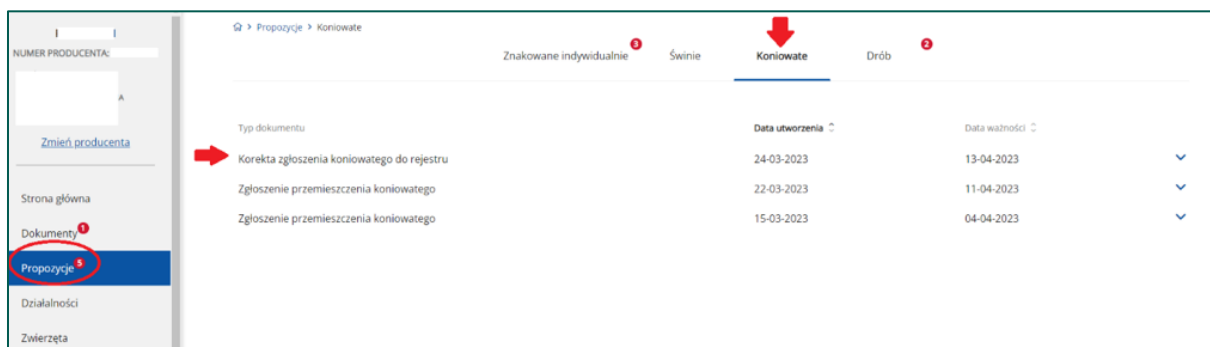 NUMER PRODUCENTA:
A
Zmień producenta
Strona główna
Dokumenty 1
Propozycje 5
Działalności
Zwierzęta
> Propozycje > Koniowate
Znakowane indywidualnie 3 Świnie Koniowate Drób 2
Typ dokumentu Data utworzenia Data ważności
Korekta zgłoszenia koniowatego do rejestru 24-03-2023 13-04-2023
Zgłoszenie przemieszczenia koniowatego 22-03-2023 11-04-2023
Zgłoszenie przemieszczenia koniowatego 15-03-2023 04-04-2023